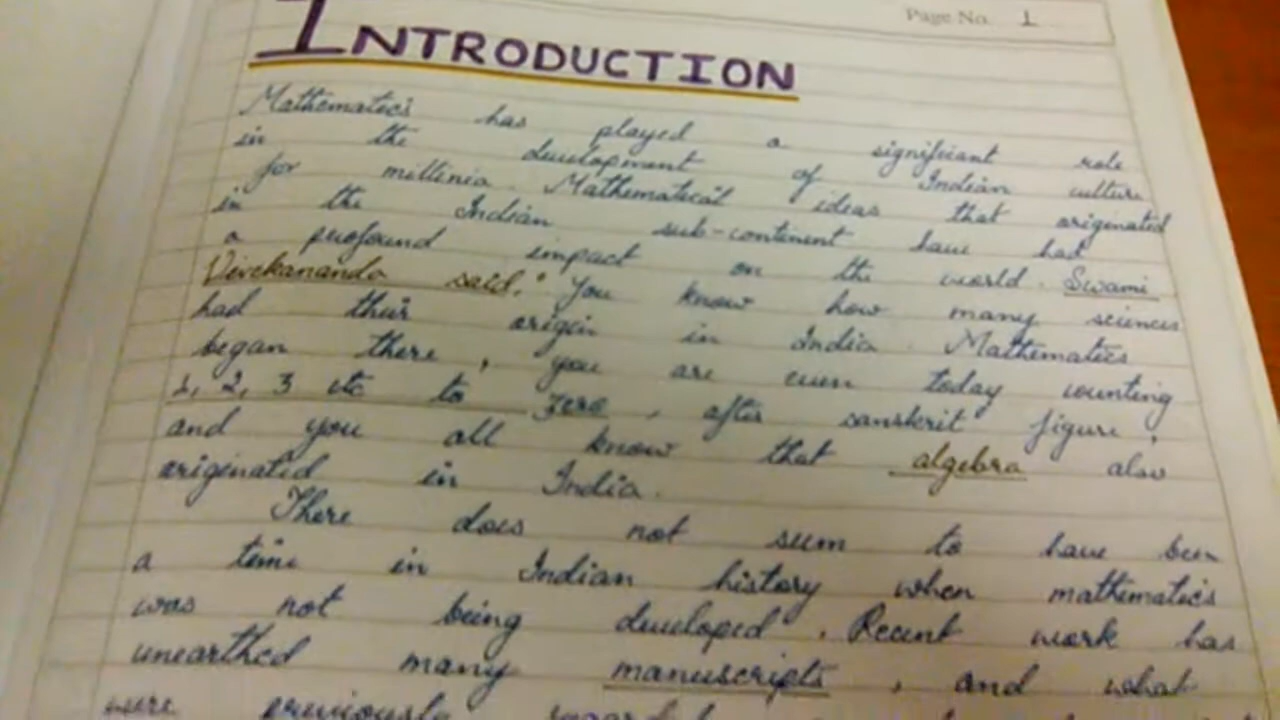 Page No. 1
INTRODUCTION
Mathematics has played a significant role
in the development of Indian culture
for millenia. Mathematical ideas that originated
in the Indian sub-continent have had
a profound impact on the world. Swami
Vivekananda said, "You know how many sciences
had their origin in India. Mathematics
began there, you are even today counting
1, 2, 3 etc to zero, after sanskrit figure,
and you all know that algebra also
originated in India.
There does not seem to have been
a time in Indian history when mathematics
was not being developed. Recent work has
unearthed many manuscripts, and what
were previously